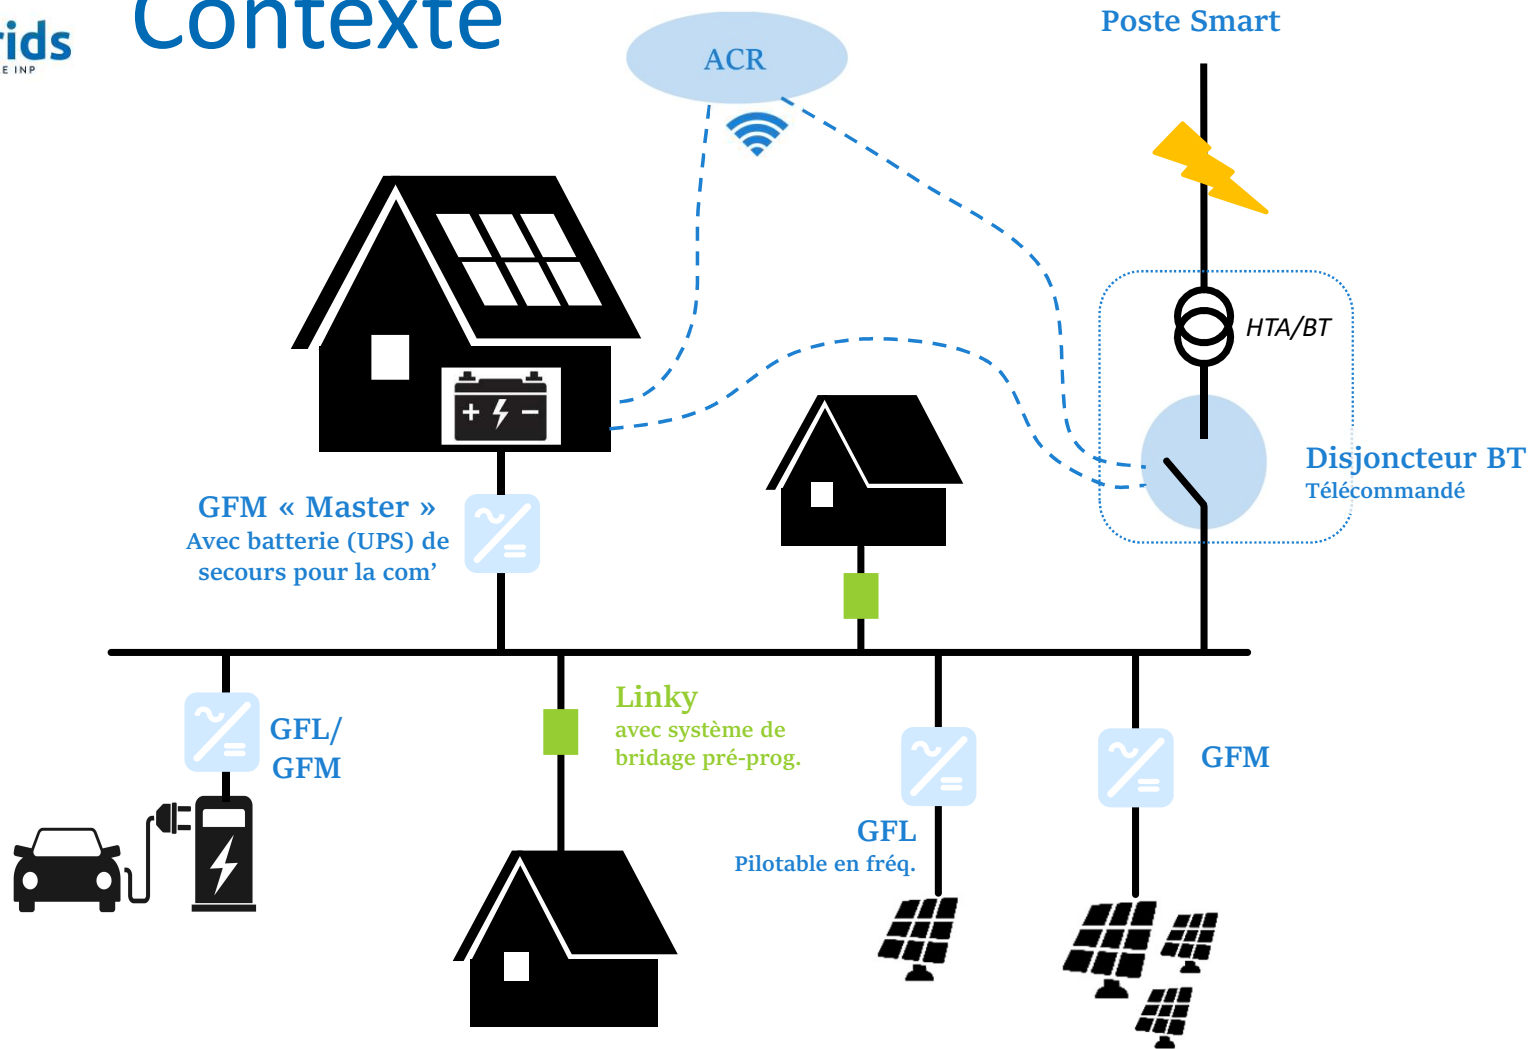 Contexte
rids
E INP
ACR
Poste Smart
HTA/BT
Disjoncteur BT
Télécommandé
GFM « Master »
Avec batterie (UPS) de
secours pour la com’
Linky
avec système de
bridage pré-prog.
GFL/
GFM
GFM
GFL
Pilotable en fréq.